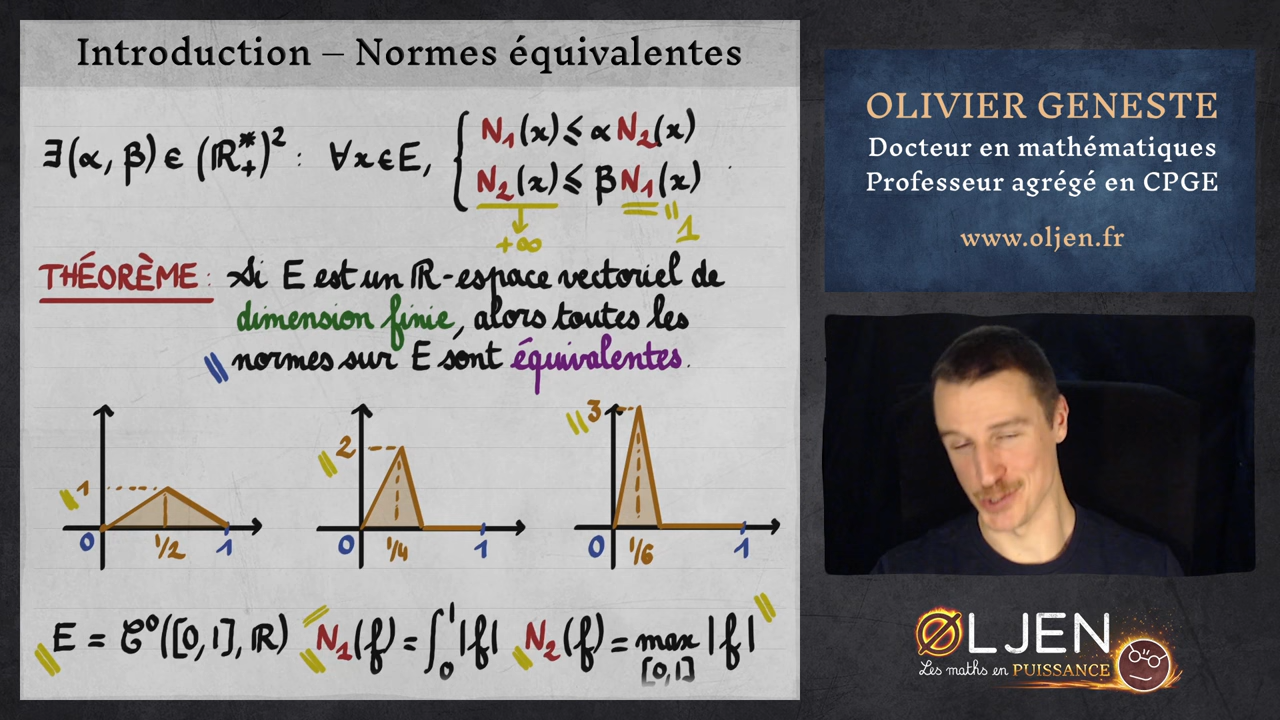 Introduction – Normes équivalentes
∃(α, β) ∈ (ℝ₊*)² : ∀x∈E, { N₁(x) ⩽ α N₂(x)
N₂(x) ⩽ β N₁(x)
+∞ " 1
THÉORÈME : Si E est un ℝ-espace vectoriel de
dimension finie, alors toutes les
normes sur E sont équivalentes.
1 0 1/2 1
2 0 1/4 1
3 0 1/6 1
E = 𝒞⁰([0,1], ℝ) N₁(f) = ∫₀¹ |f| N₂(f) = max |f|
[0,1]
OLIVIER GENESTE
Docteur en mathématiques
Professeur agrégé en CPGE
www.oljen.fr
ØLJEN
Les maths en PUISSANCE